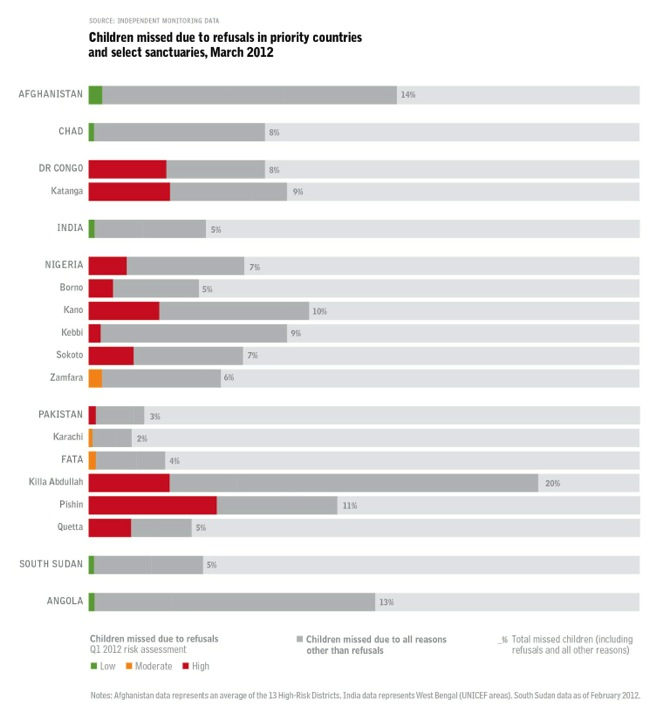 SOURCE: INDEPENDENT MONITORING DATA
Children missed due to refusals in priority countries
and select sanctuaries, March 2012
AFGHANISTAN 14%
CHAD 8%
DR CONGO 8%
Katanga 9%
INDIA 5%
NIGERIA 7%
Borno 5%
Kano 10%
Kebbi 9%
Sokoto 7%
Zamfara 6%
PAKISTAN 3%
Karachi 2%
FATA 4%
Killa Abdullah 20%
Pishin 11%
Quetta 5%
SOUTH SUDAN 5%
ANGOLA 13%
Children missed due to refusals
Q1 2012 risk assessment
Low Moderate High
Children missed due to all reasons
other than refusals
_% Total missed children (including
refusals and all other reasons)
Notes: Afghanistan data represents an average of the 13 High-Risk Districts. India data represents West Bengal (UNICEF areas). South Sudan data as of February 2012.